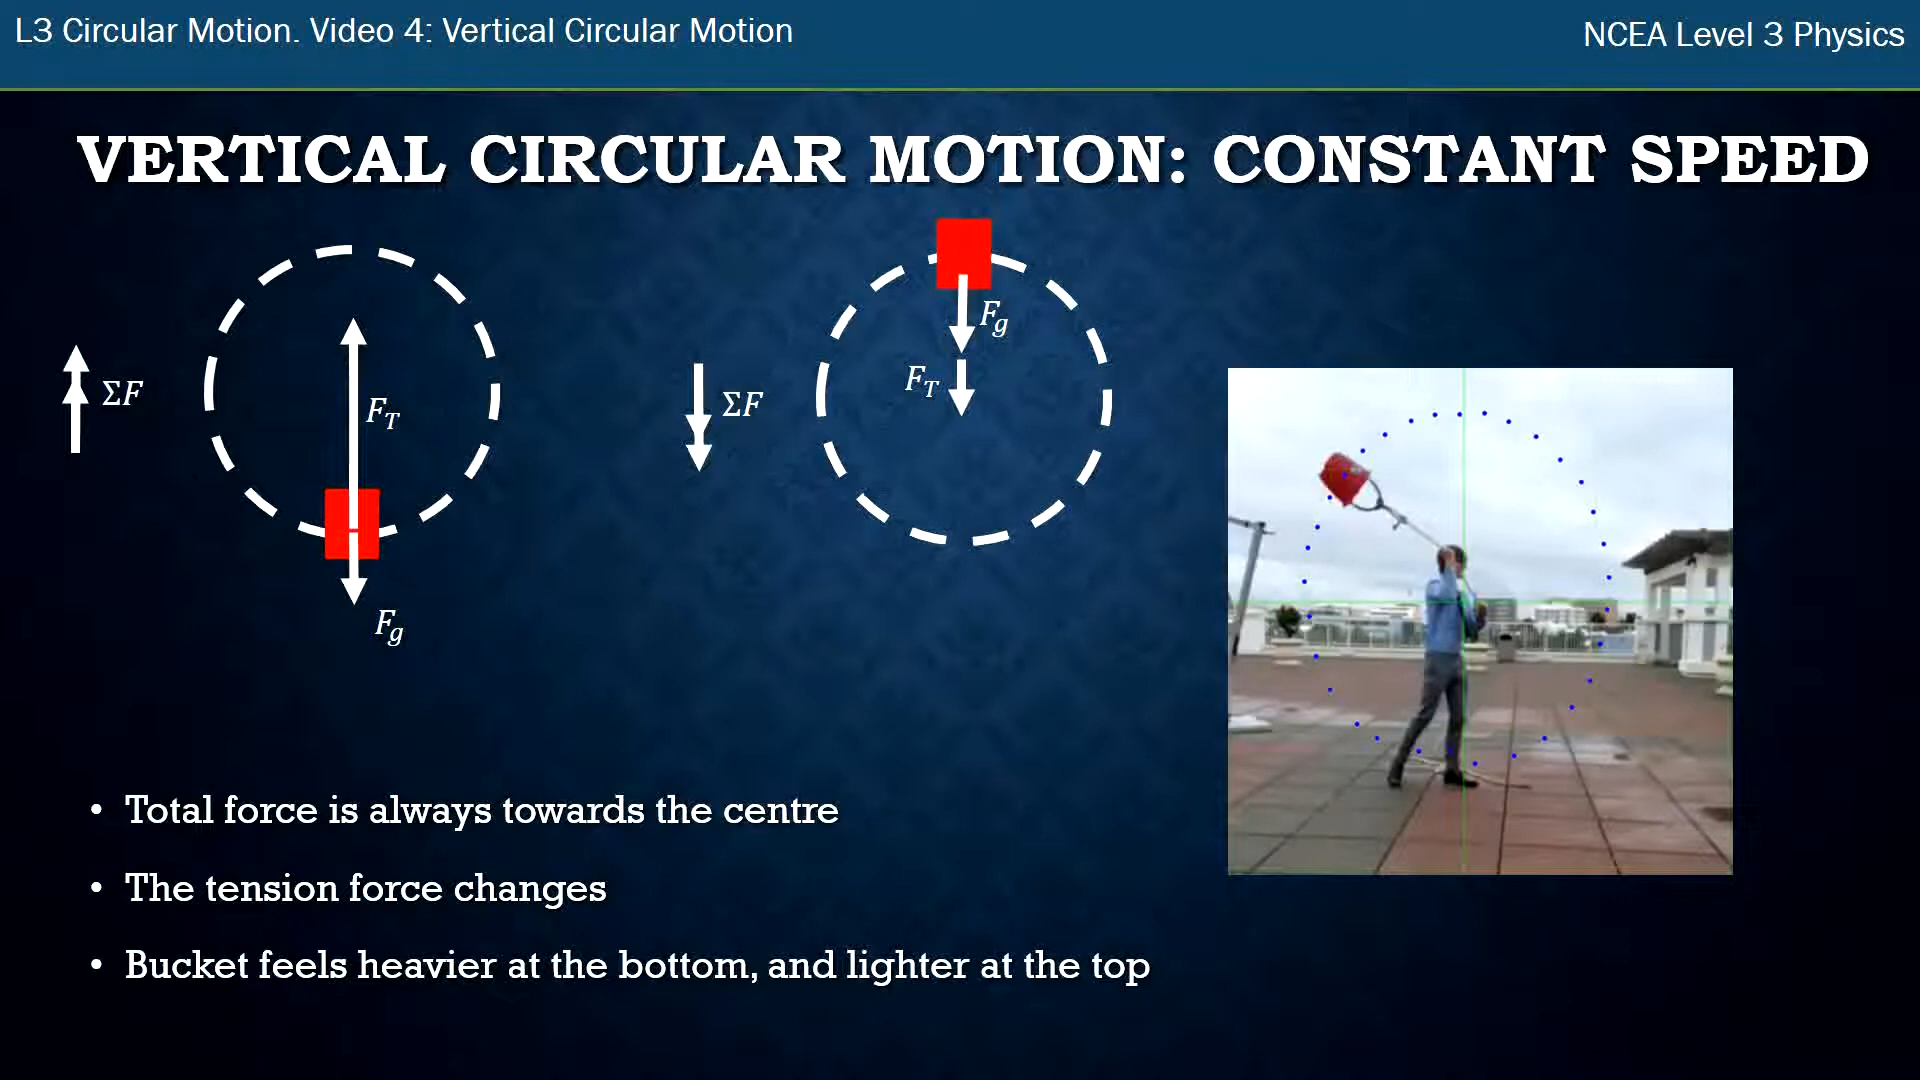 L3 Circular Motion. Video 4: Vertical Circular Motion
NCEA Level 3 Physics
VERTICAL CIRCULAR MOTION: CONSTANT SPEED
ΣF
F_T
F_g
ΣF
F_g
F_T
• Total force is always towards the centre
• The tension force changes
• Bucket feels heavier at the bottom, and lighter at the top